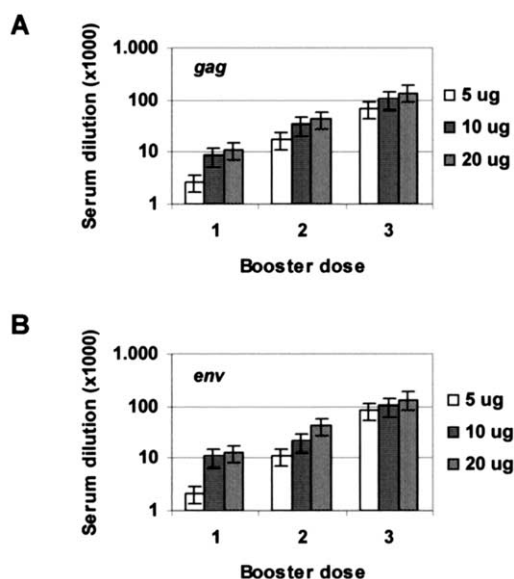 A
Serum dilution (x1000)
1.000
100
10
1
gag
5 ug
10 ug
20 ug
1 2 3
Booster dose
B
Serum dilution (x1000)
1.000
100
10
1
env
5 ug
10 ug
20 ug
1 2 3
Booster dose